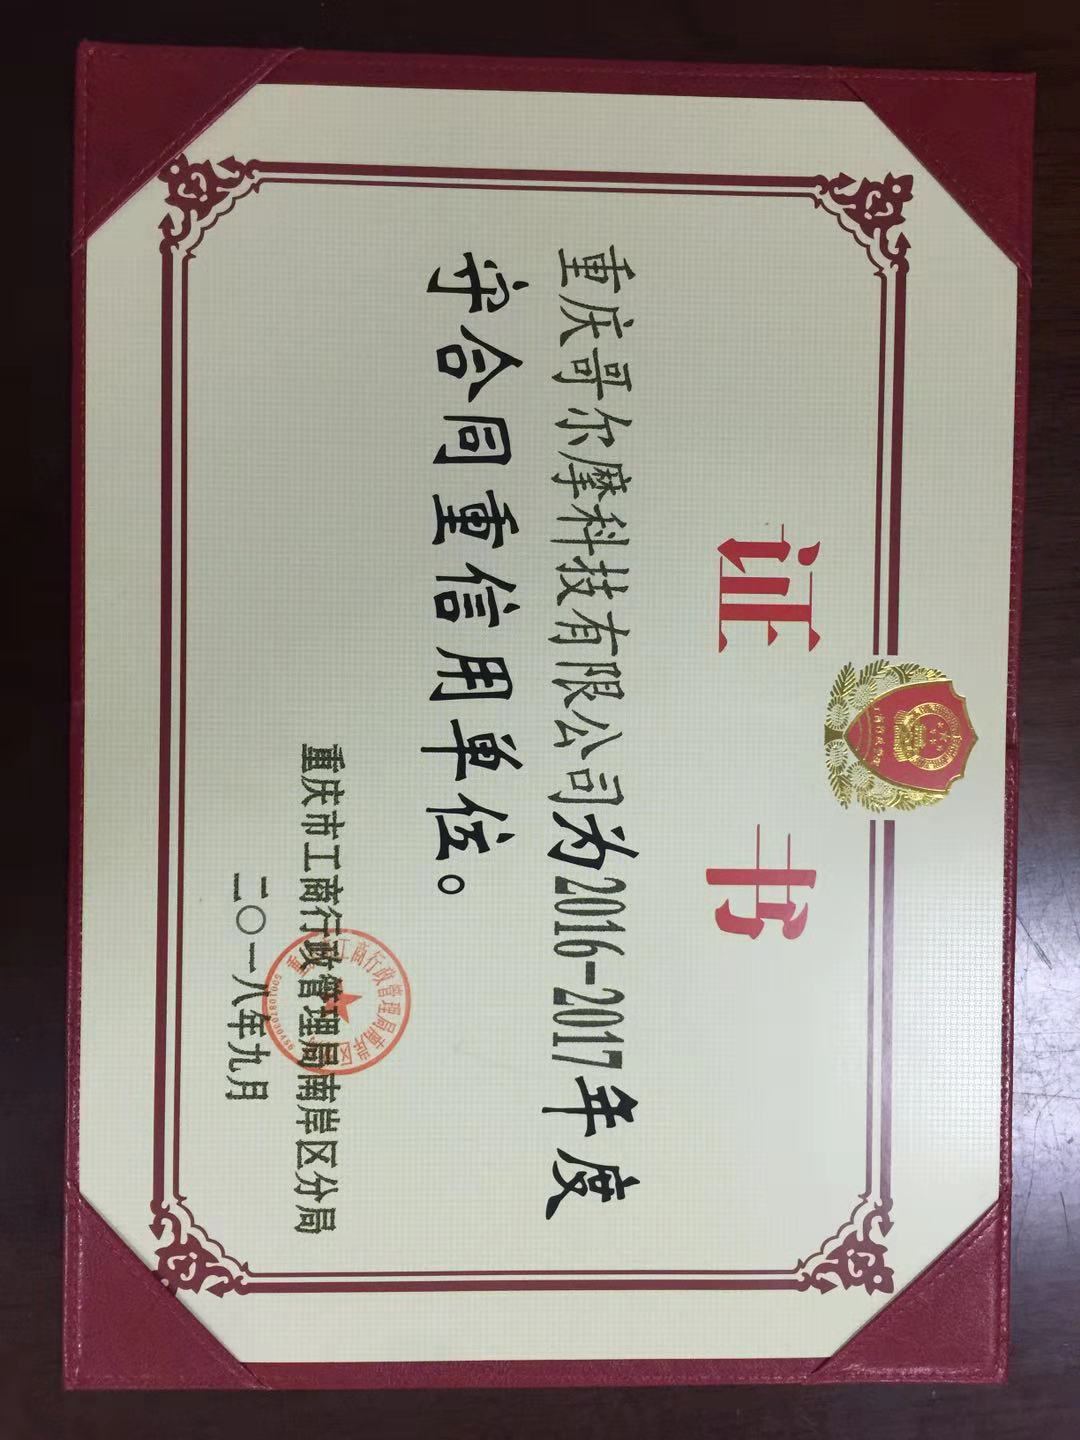 证书
重庆哥尔摩科技有限公司为2016-2017年度
守合同重信用单位。
重庆市工商行政管理局南岸区分局
二〇一八年九月